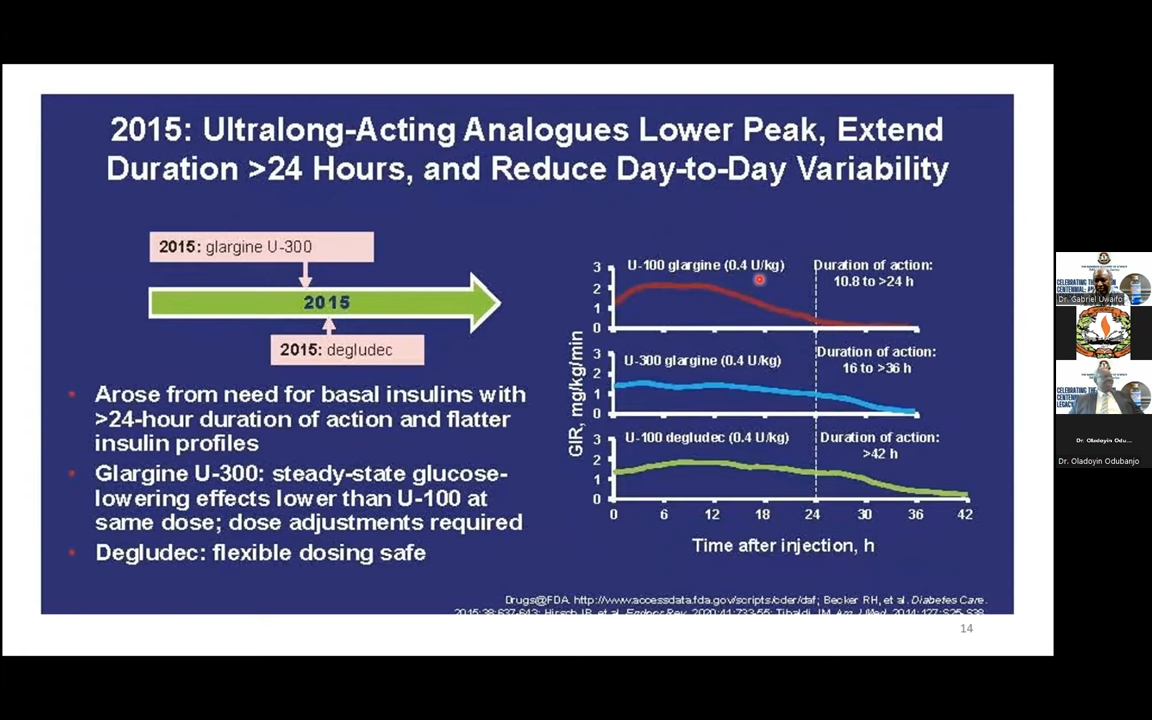 2015: Ultralong-Acting Analogues Lower Peak, Extend
Duration >24 Hours, and Reduce Day-to-Day Variability
2015: glargine U-300
2015
2015: degludec
Arose from need for basal insulins with
>24-hour duration of action and flatter
insulin profiles
Glargine U-300: steady-state glucose-
lowering effects lower than U-100 at
same dose; dose adjustments required
Degludec: flexible dosing safe
GIR, mg/kg/min
3
2
1
0
U-100 glargine (0.4 U/kg)
Duration of action:
10.8 to >24 h
3
2
1
0
U-300 glargine (0.4 U/kg)
Duration of action:
16 to >36 h
3
2
1
0
U-100 degludec (0.4 U/kg)
Duration of action:
>42 h
0 6 12 18 24 30 36 42
Time after injection, h
Drugs@FDA. http://www.accessdata.fda.gov/scripts/cder/daf; Becker RH, et al. Diabetes Care.
2015;38:637-643; Hirsch IB, et al. Endocr Rev. 2020;41:733-55; Tibaldi JM. Am J Med. 2014;127:S25-S38.
14
Dr. Gabriel Uwaifo
Dr. Oladoyin Odu...
Dr. Oladoyin Odubanjo